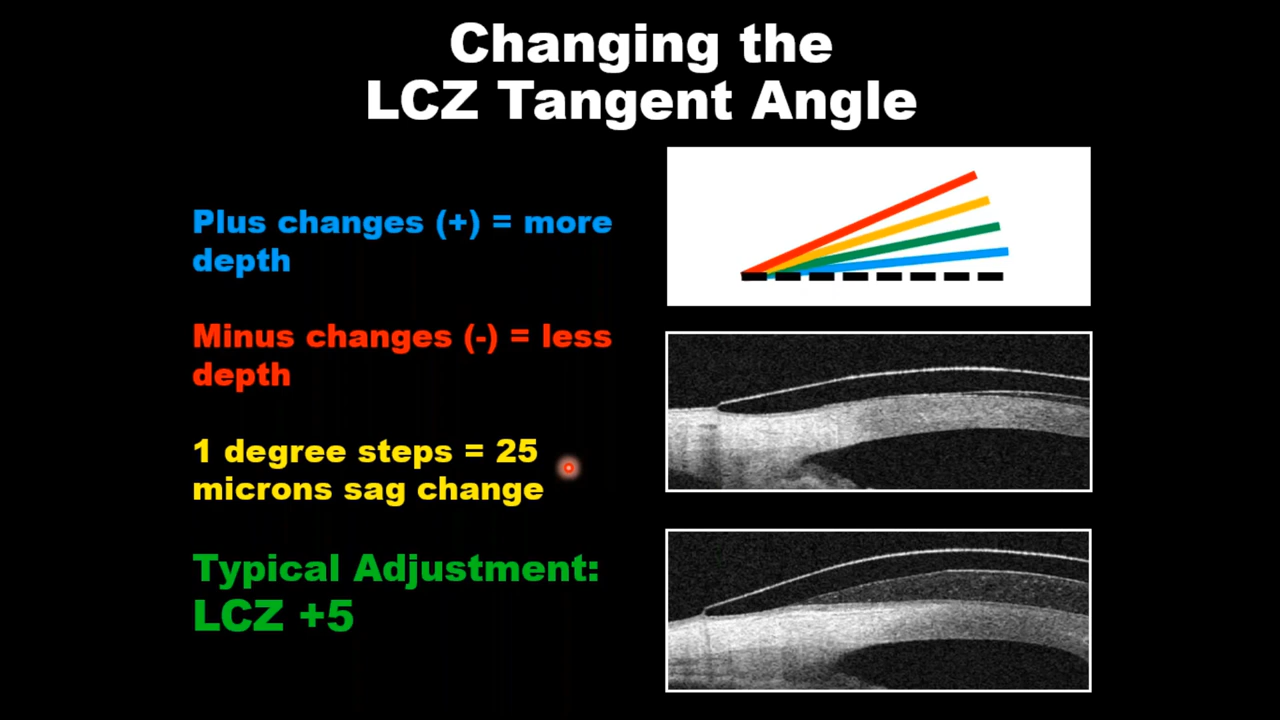 Changing the
LCZ Tangent Angle
Plus changes (+) = more
depth
Minus changes (-) = less
depth
1 degree steps = 25
microns sag change
Typical Adjustment:
LCZ +5